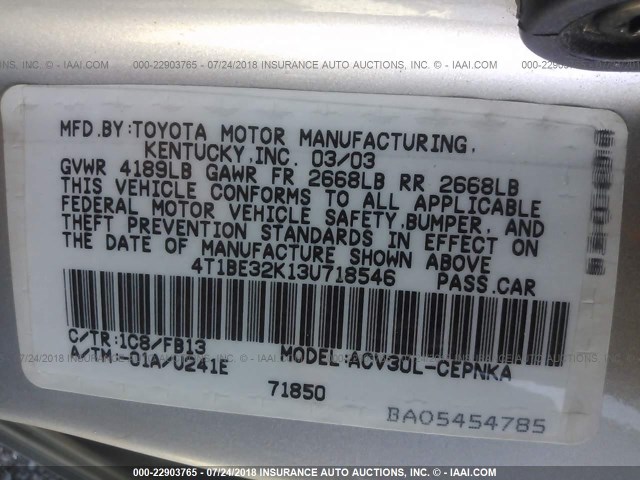 000-22903765 - 07/24/2018 INSURANCE AUTO AUCTIONS, LLC. - © IAAI.COM
MFD.BY:TOYOTA MOTOR MANUFACTURING,
KENTUCKY,INC. 03/03
GVWR 4189LB GAWR FR 2668LB RR 2668LB
THIS VEHICLE CONFORMS TO ALL APPLICABLE
FEDERAL MOTOR VEHICLE SAFETY,BUMPER, AND
THEFT PREVENTION STANDARDS IN EFFECT ON
THE DATE OF MANUFACTURE SHOWN ABOVE
4T1BE32K13U718546 PASS.CAR
C/TR:1C8/FB13
A/TM:-01A/U241E MODEL:ACV30L-CEPNKA
71850
BA05454785
000-22903765 - 07/24/2018 INSURANCE AUTO AUCTIONS, LLC. - © IAAI.COM